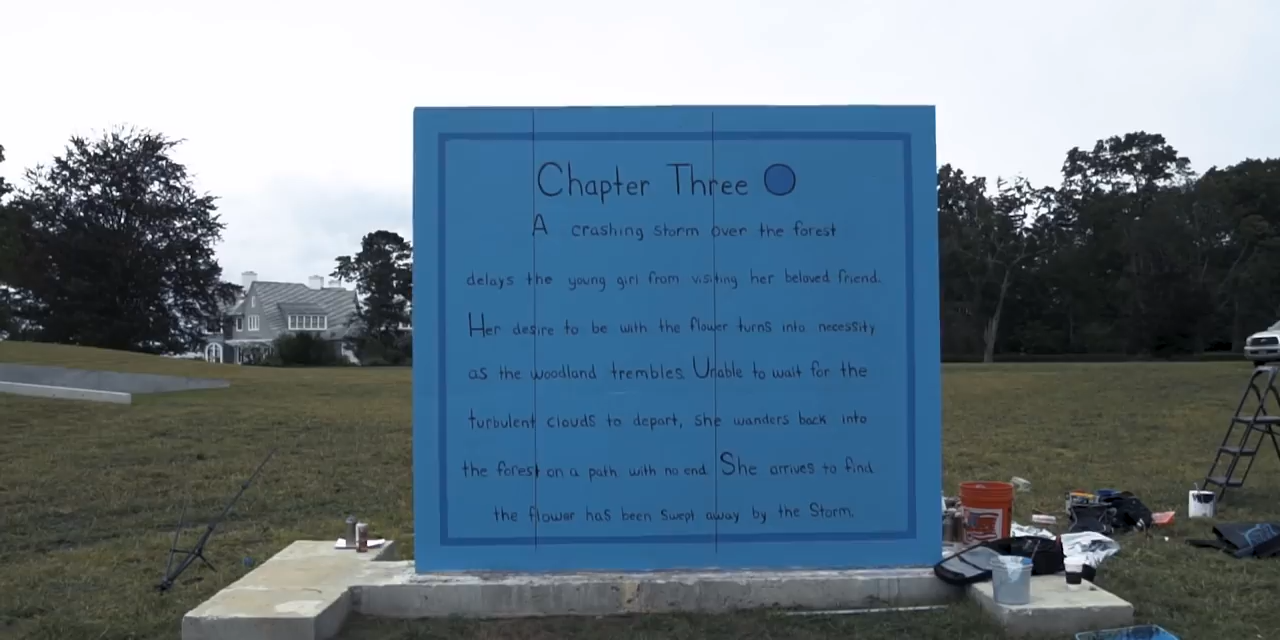 Chapter Three
A crashing storm over the forest
delays the young girl from visiting her beloved friend.
Her desire to be with the flower turns into necessity
as the woodland trembles. Unable to wait for the
turbulent clouds to depart, she wanders back into
the forest on a path with no end. She arrives to find
the flower has been swept away by the storm.